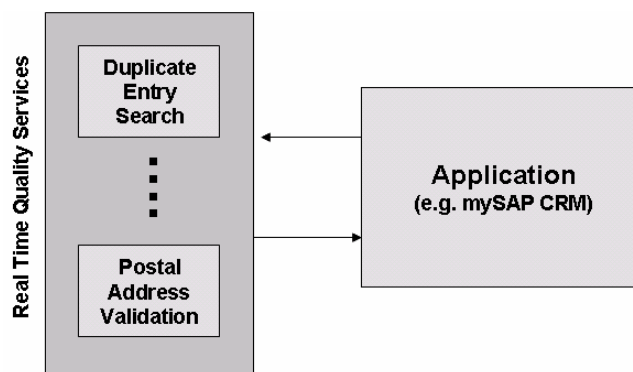 Real Time Quality Services
Duplicate
Entry
Search
Postal
Address
Validation
Application
(e.g. mySAP CRM)